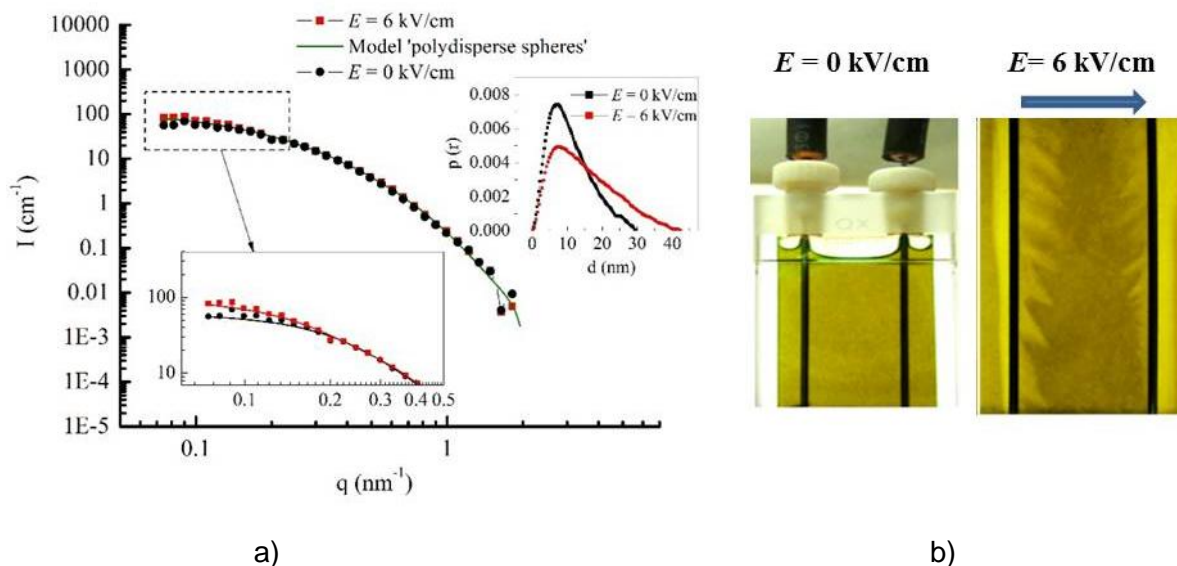 10000
1000
100
10
1
0.1
0.01
1E-3
1E-4
1E-5
I (cm⁻¹)
E = 6 kV/cm
Model 'polydisperse spheres'
E = 0 kV/cm
0.008
0.006
0.004
0.002
0.000
p (r)
E = 0 kV/cm
E – 6 kV/cm
0 10 20 30 40
d (nm)
100
10
0.1 0.2 0.3 0.4 0.5
0.1 1
q (nm⁻¹)
a)
E = 0 kV/cm
E= 6 kV/cm
b)